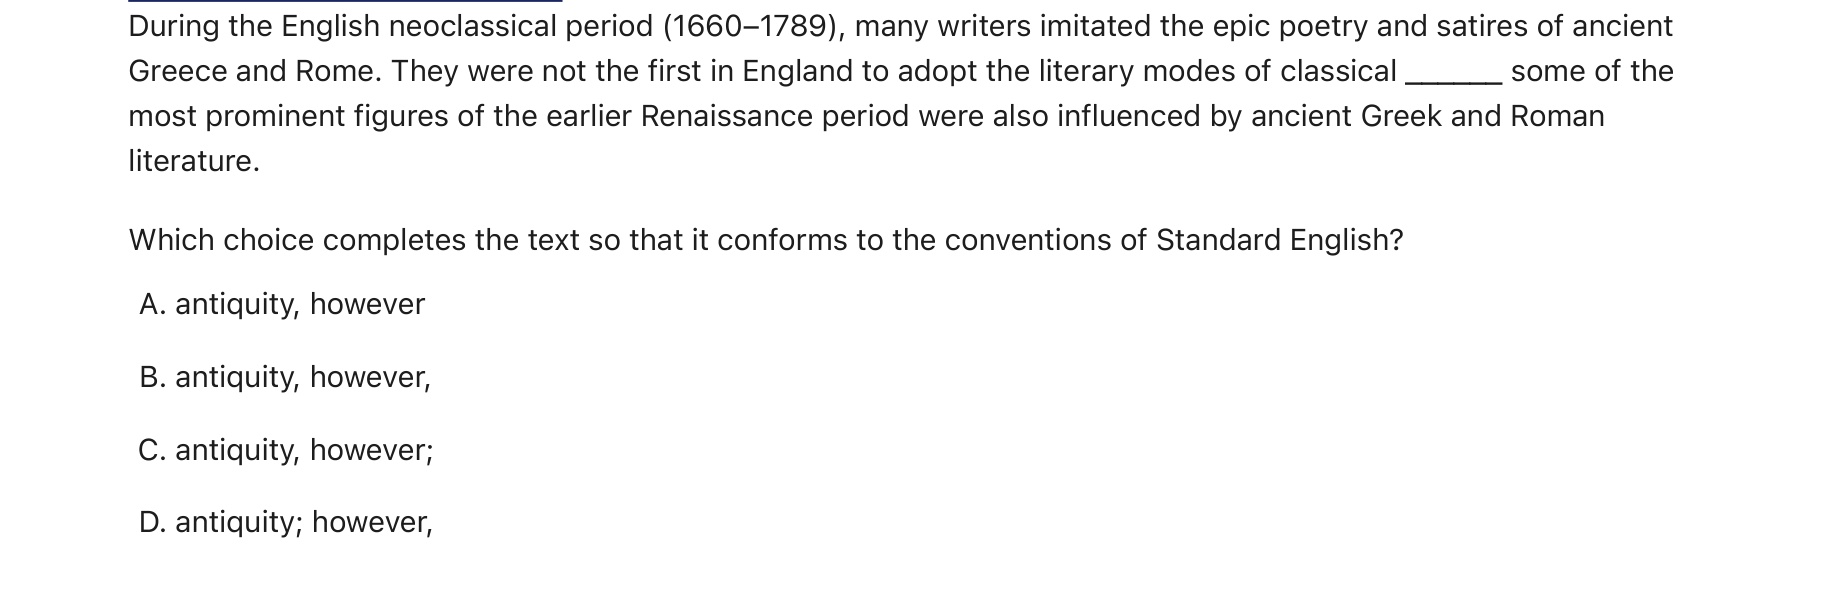 During the English neoclassical period (1660–1789), many writers imitated the epic poetry and satires of ancient
Greece and Rome. They were not the first in England to adopt the literary modes of classical ______ some of the
most prominent figures of the earlier Renaissance period were also influenced by ancient Greek and Roman
literature.
Which choice completes the text so that it conforms to the conventions of Standard English?
A. antiquity, however
B. antiquity, however,
C. antiquity, however;
D. antiquity; however,